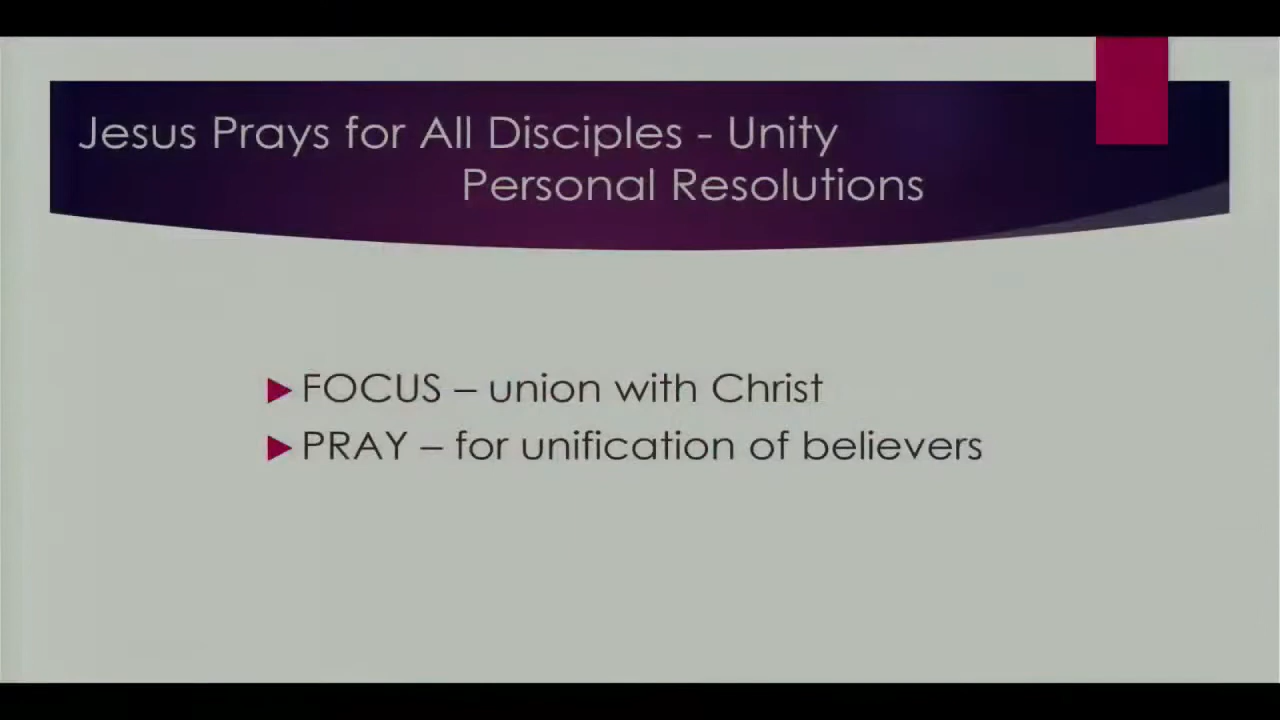 Jesus Prays for All Disciples - Unity
Personal Resolutions
FOCUS – union with Christ
PRAY – for unification of believers